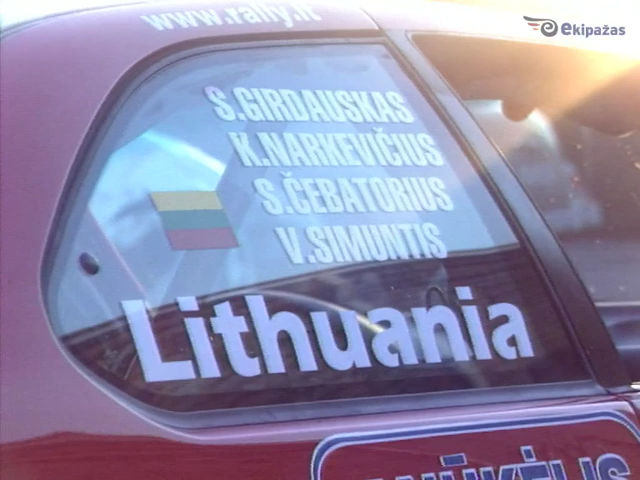 www.rally.lt
ekipažas
S.GIRDAUSKAS
K.NARKEVIČIUS
S.ČEBATORIUS
V.SIMUNTIS
Lithuania